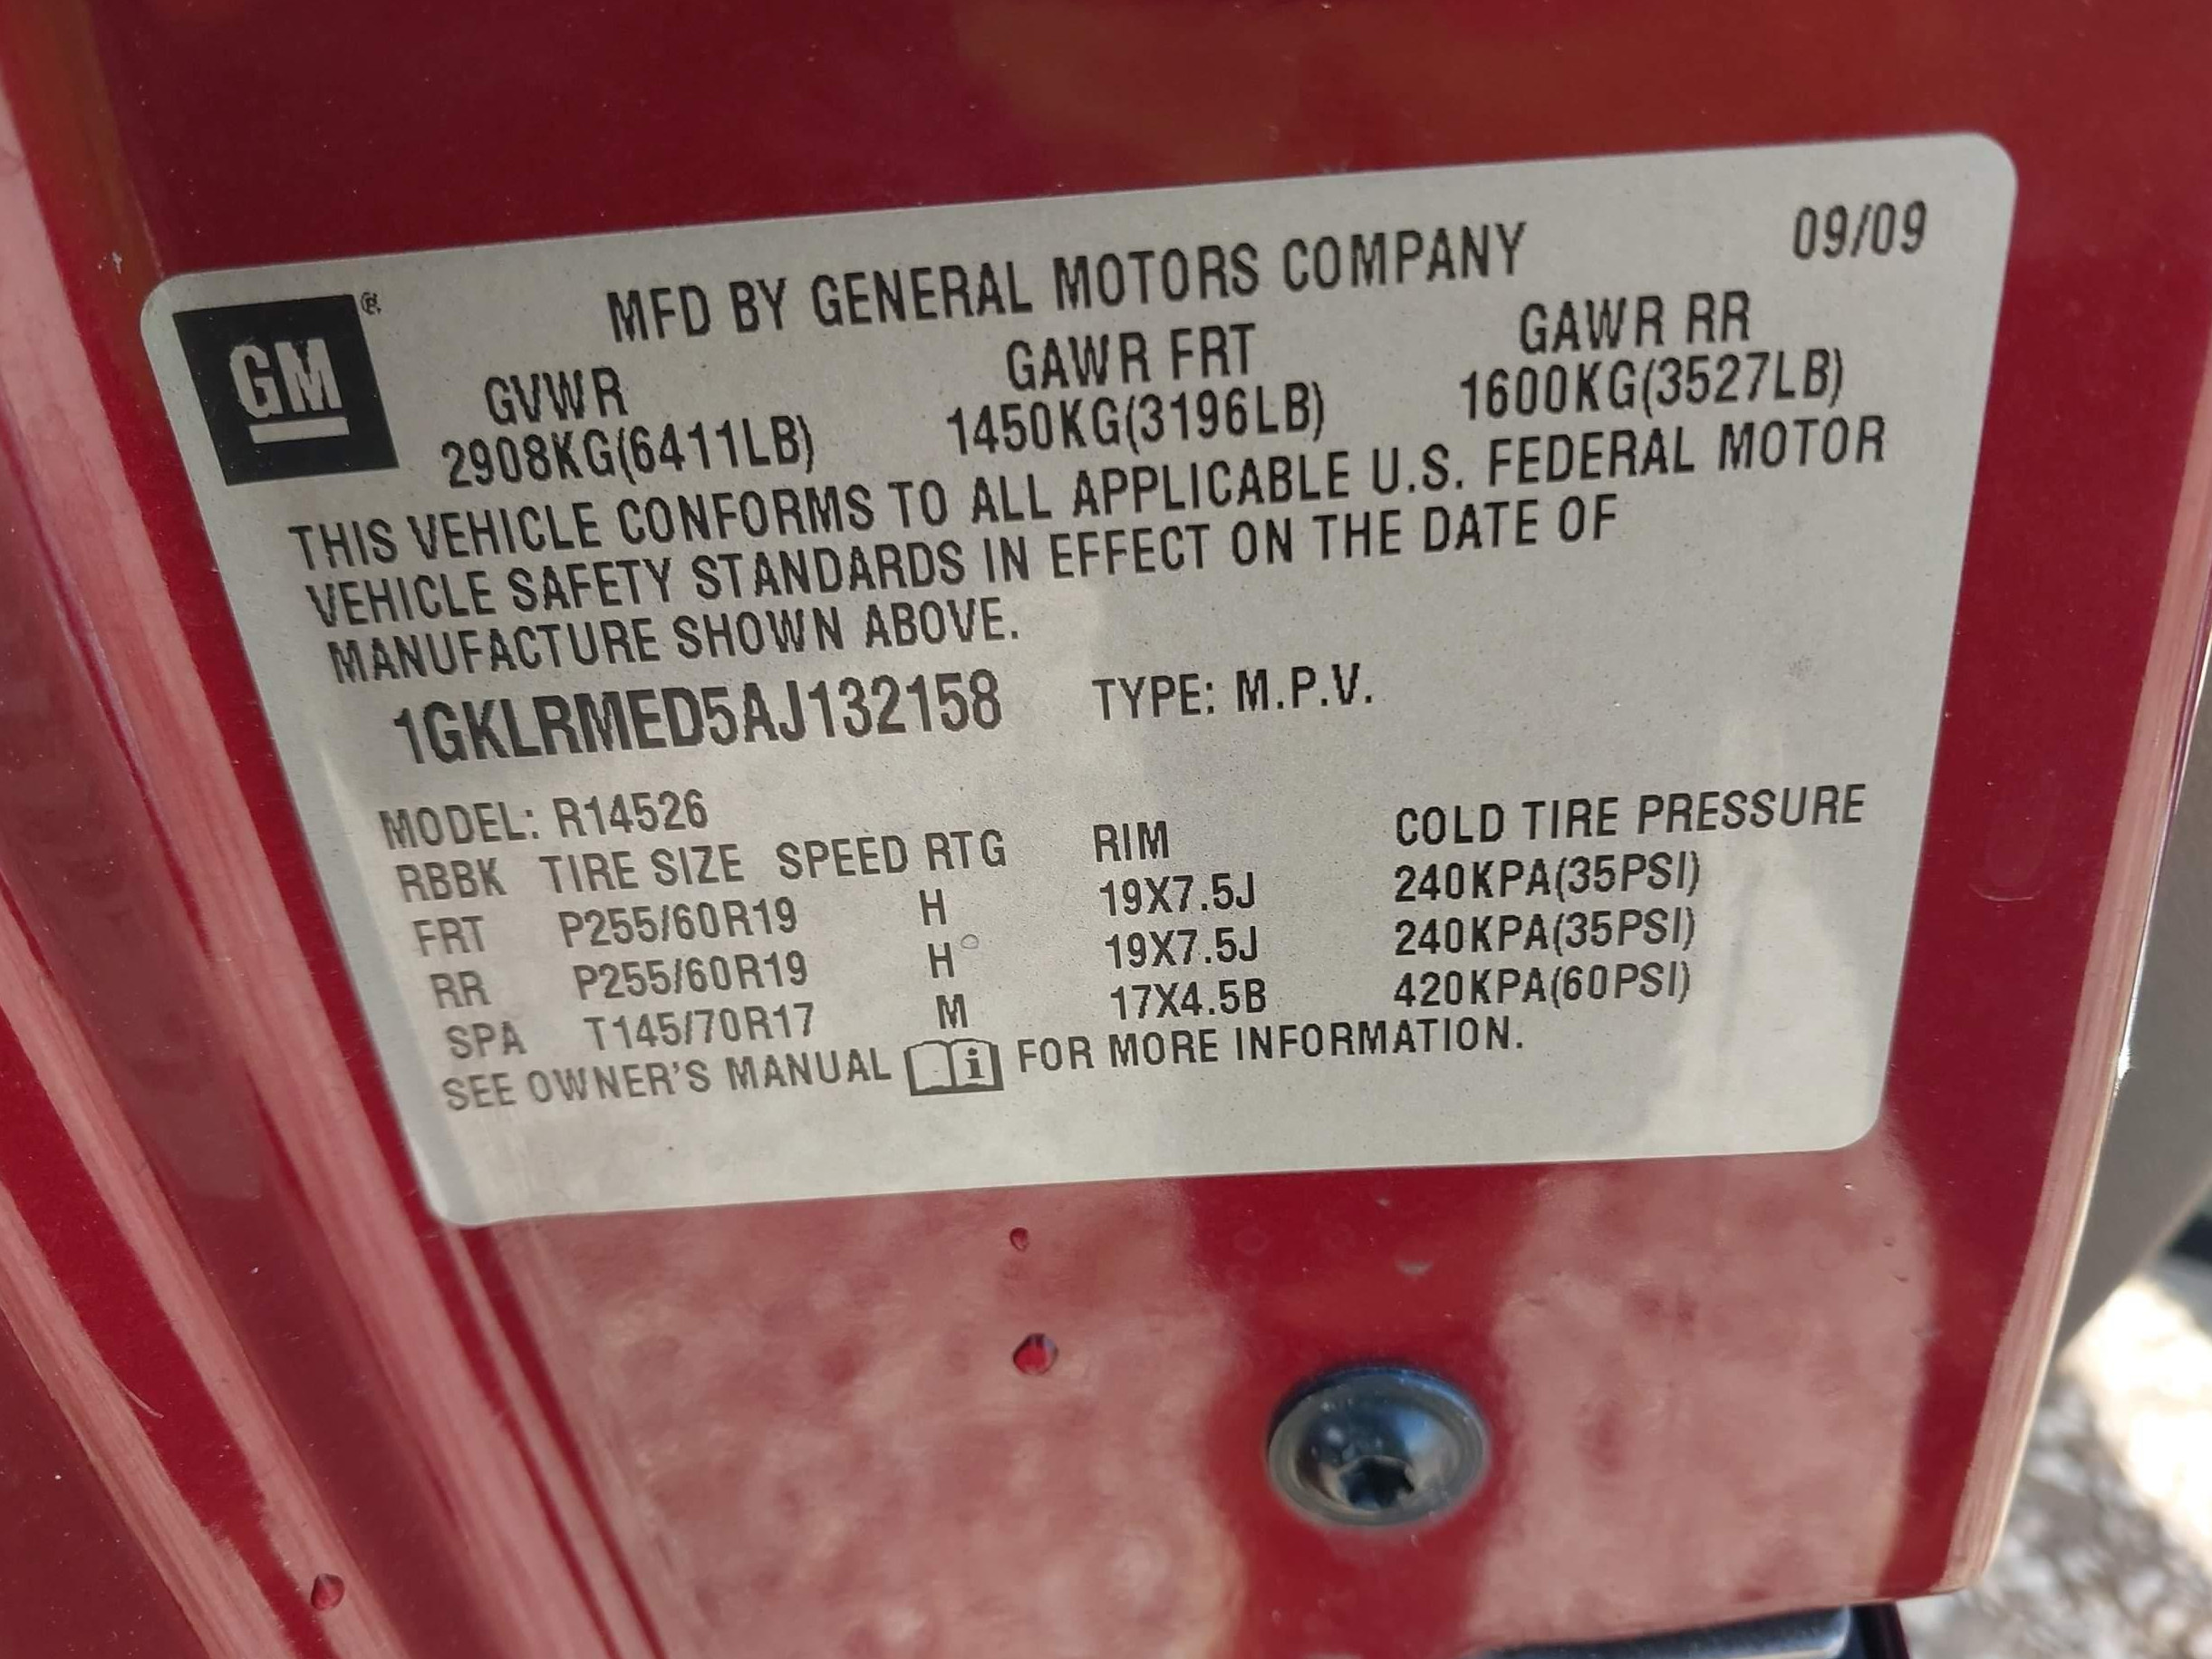 GM ®
MFD BY GENERAL MOTORS COMPANY 09/09
GVWR GAWR FRT GAWR RR
2908KG(6411LB) 1450KG(3196LB) 1600KG(3527LB)
THIS VEHICLE CONFORMS TO ALL APPLICABLE U.S. FEDERAL MOTOR
VEHICLE SAFETY STANDARDS IN EFFECT ON THE DATE OF
MANUFACTURE SHOWN ABOVE.
1GKLRMED5AJ132158 TYPE: M.P.V.
MODEL: R14526
RBBK TIRE SIZE SPEED RTG RIM COLD TIRE PRESSURE
FRT P255/60R19 H 19X7.5J 240KPA(35PSI)
RR P255/60R19 H 19X7.5J 240KPA(35PSI)
SPA T145/70R17 M 17X4.5B 420KPA(60PSI)
SEE OWNER'S MANUAL i FOR MORE INFORMATION.